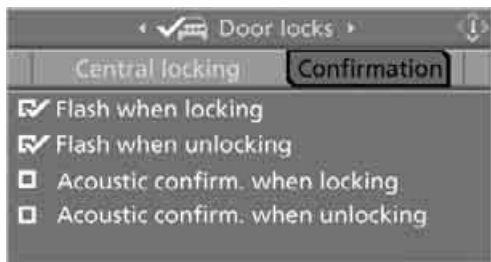 Door locks
Central locking Confirmation
Flash when locking
Flash when unlocking
Acoustic confirm. when locking
Acoustic confirm. when unlocking